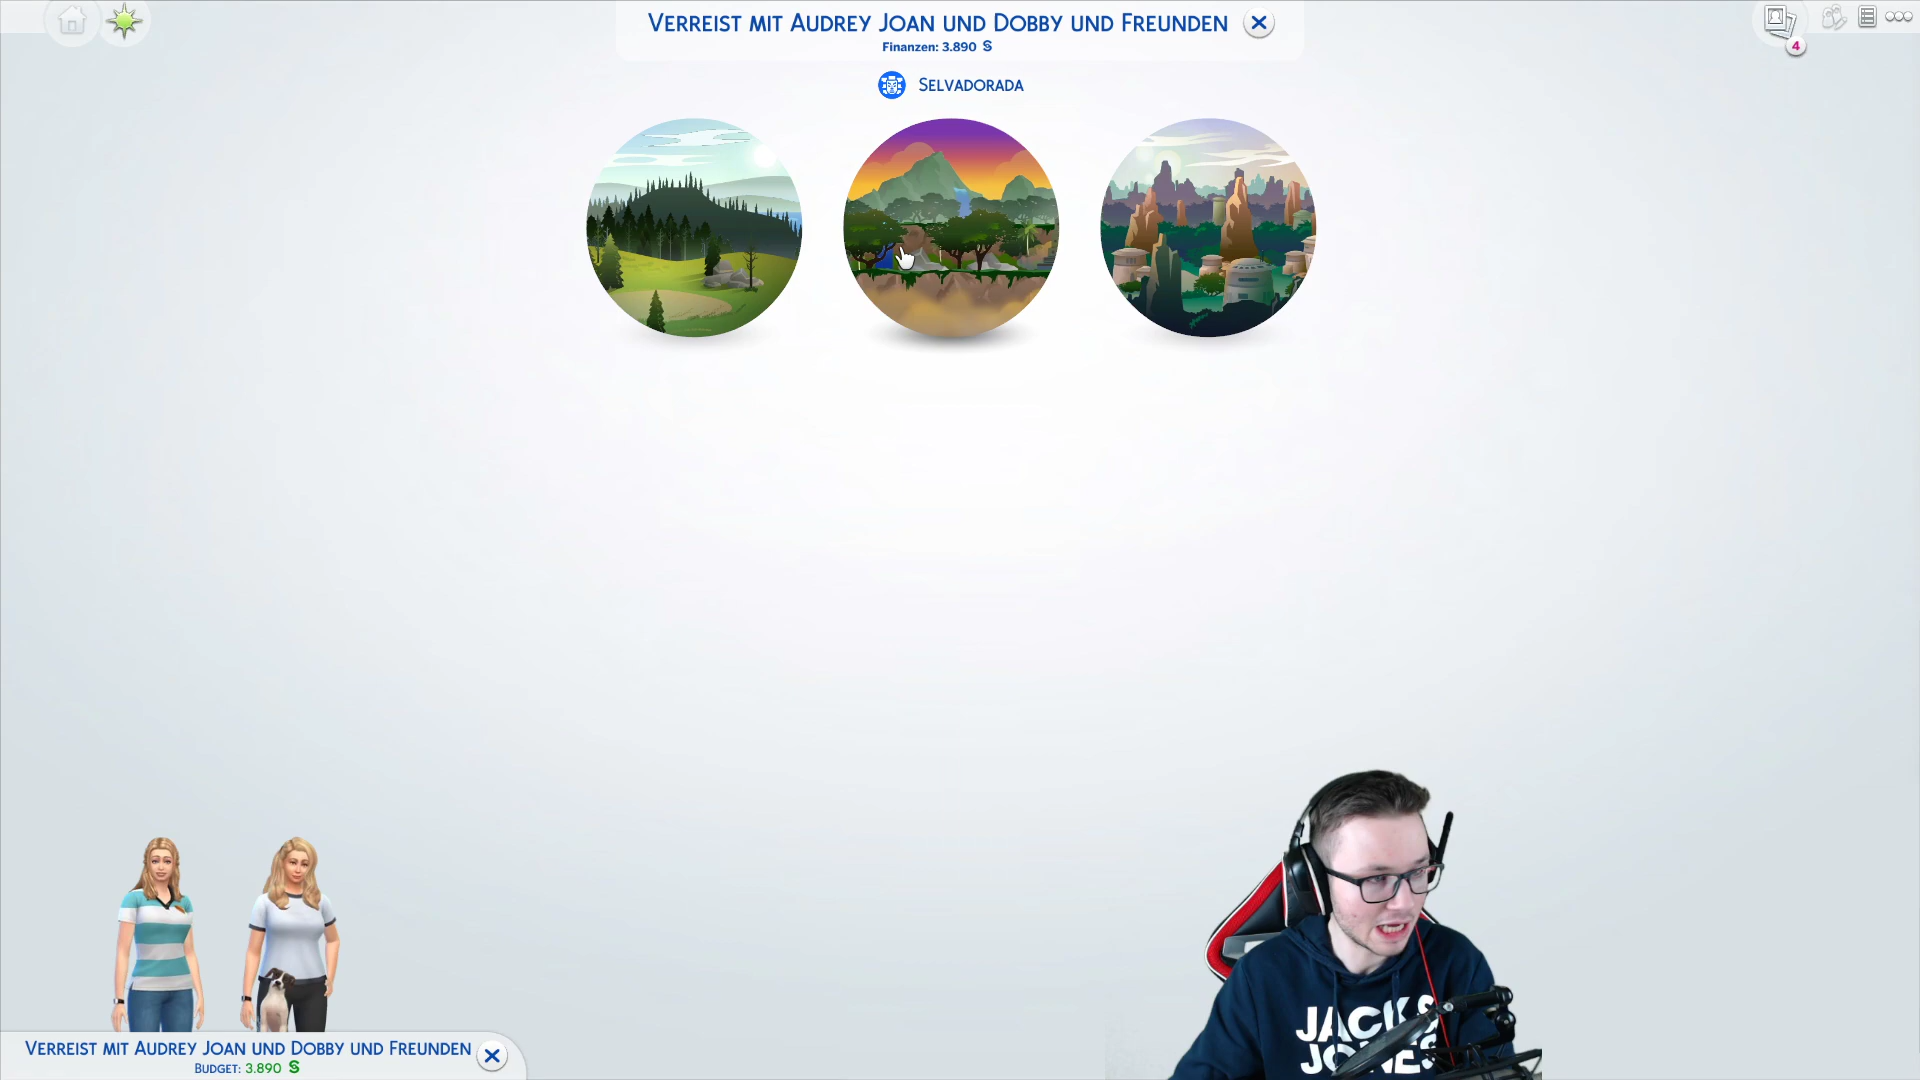 Verreist mit Audrey Joan und Dobby und Freunden
Finanzen: 3.890
Selvadorada
4
JACK & JONES
Verreist mit Audrey Joan und Dobby und Freunden
Budget: 3.890